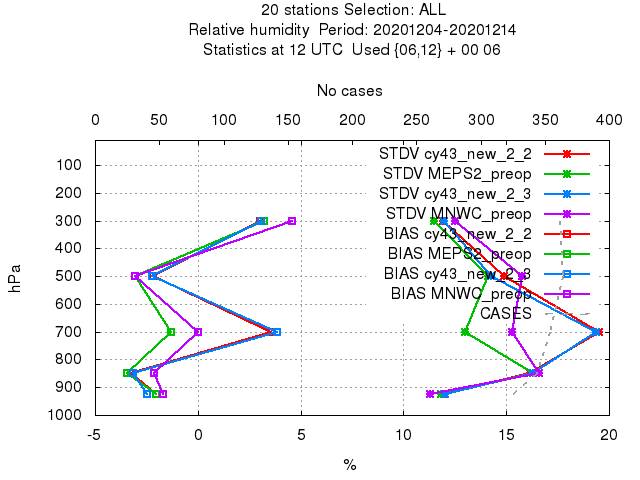 20 stations Selection: ALL
Relative humidity  Period: 20201204-20201214
Statistics at 12 UTC  Used {06,12} + 00 06
No cases
0 50 100 150 200 250 300 350 400
STDV cy43_new_2_2
100
STDV MEPS2_preop
200
STDV cy43_new_2_3
300
STDV MNWC_preop
BIAS cy43_new_2_2
400
BIAS MEPS2_preop
500
BIAS cy43_new_2_3
BIAS MNWC_preop
600
CASES
700
800
900
1000
hPa
-5 0 5 10 15 20
%